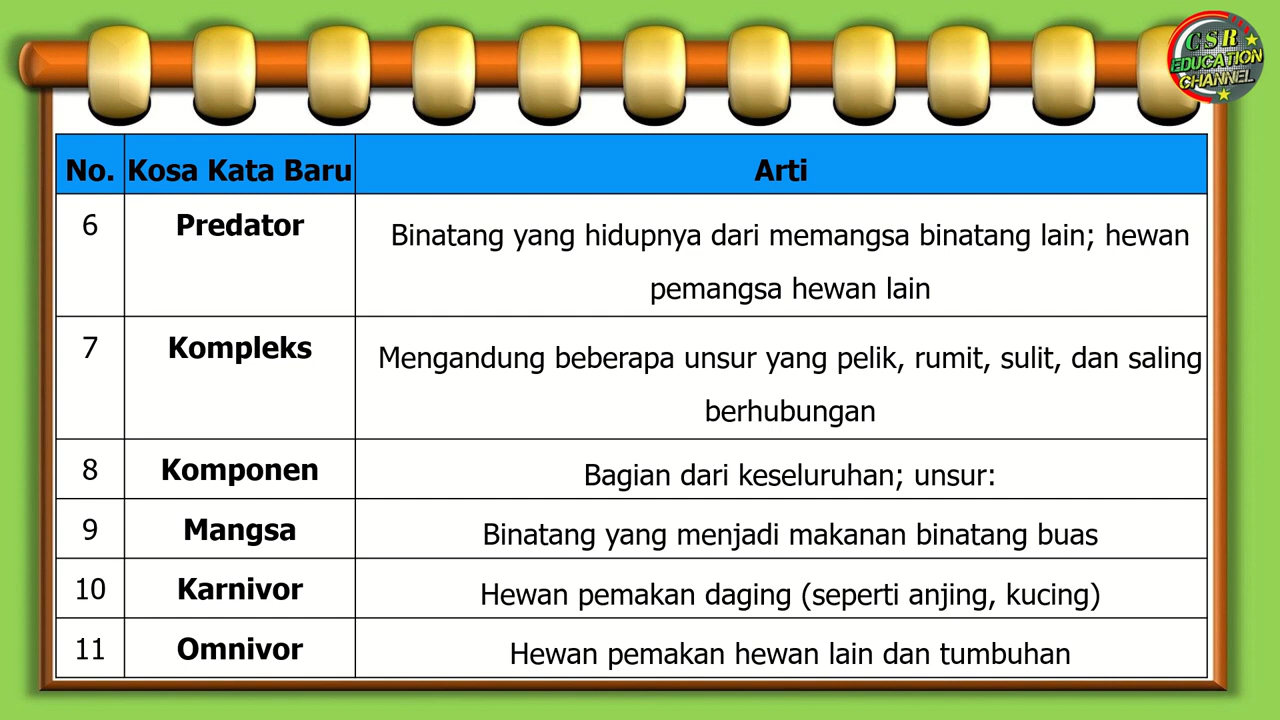 CSR
EDUCATION
CHANNEL
No. Kosa Kata Baru Arti
6 Predator Binatang yang hidupnya dari memangsa binatang lain; hewan
pemangsa hewan lain
7 Kompleks Mengandung beberapa unsur yang pelik, rumit, sulit, dan saling
berhubungan
8 Komponen Bagian dari keseluruhan; unsur:
9 Mangsa Binatang yang menjadi makanan binatang buas
10 Karnivor Hewan pemakan daging (seperti anjing, kucing)
11 Omnivor Hewan pemakan hewan lain dan tumbuhan